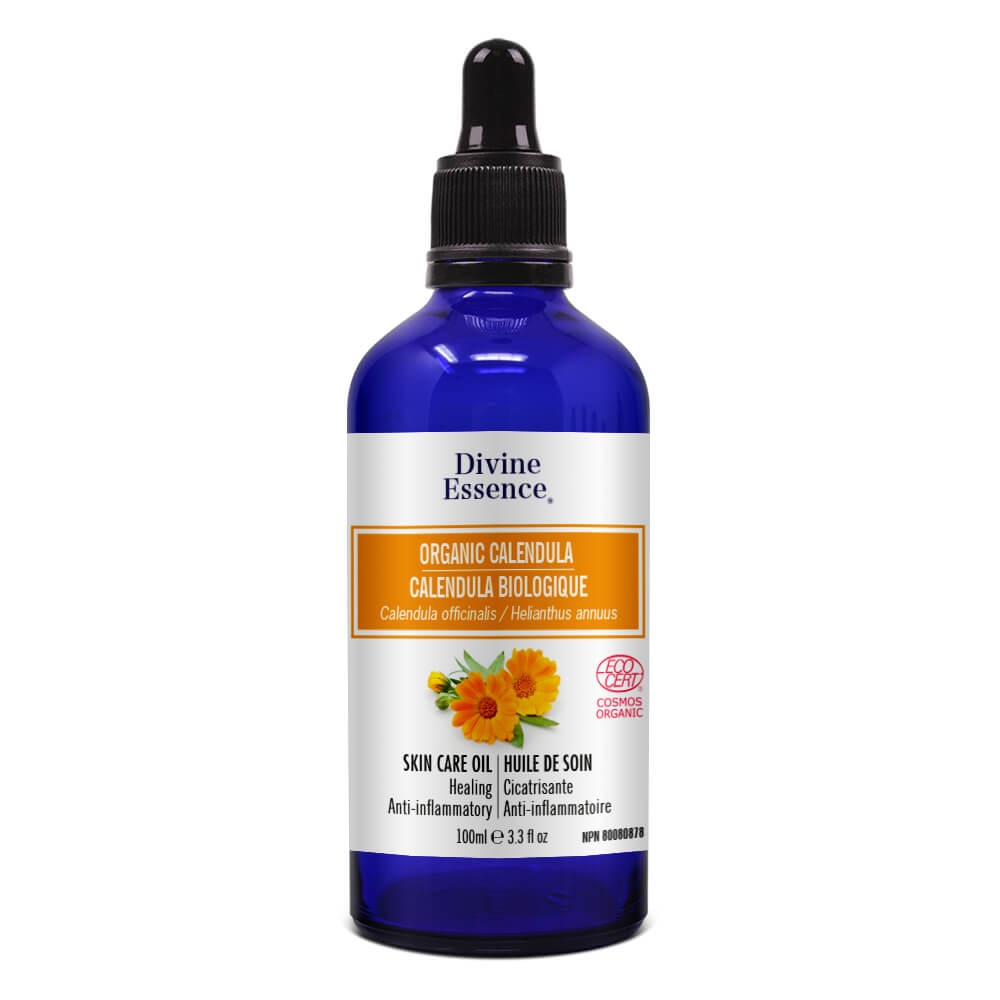 Divine
Essence®
ORGANIC CALENDULA
CALENDULA BIOLOGIQUE
Calendula officinalis / Helianthus annuus
ECO
CERT®
COSMOS
ORGANIC
SKIN CARE OIL | HUILE DE SOIN
Healing | Cicatrisante
Anti-inflammatory | Anti-inflammatoire
100ml ℮ 3.3 fl oz
NPN 80080878